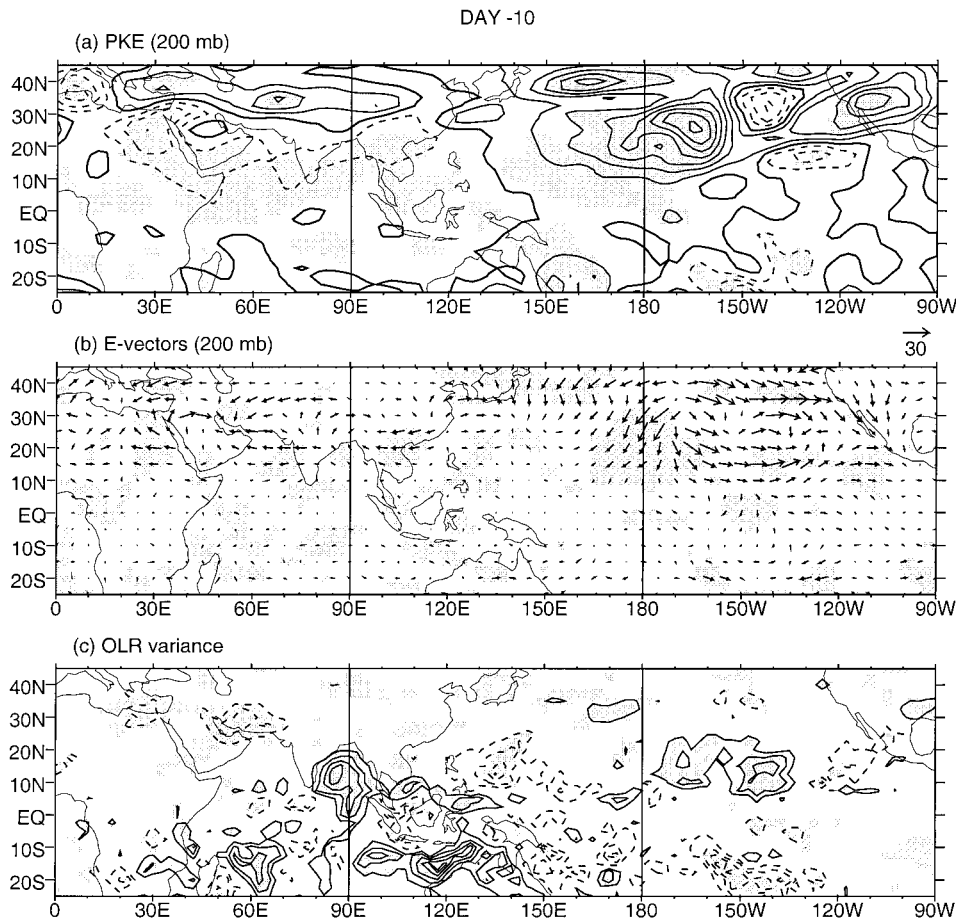 DAY -10
(a) PKE (200 mb)
40N
30N
20N
10N
EQ
10S
20S
0 30E 60E 90E 120E 150E 180 150W 120W 90W
(b) E-vectors (200 mb)
30
40N
30N
20N
10N
EQ
10S
20S
0 30E 60E 90E 120E 150E 180 150W 120W 90W
(c) OLR variance
40N
30N
20N
10N
EQ
10S
20S
0 30E 60E 90E 120E 150E 180 150W 120W 90W